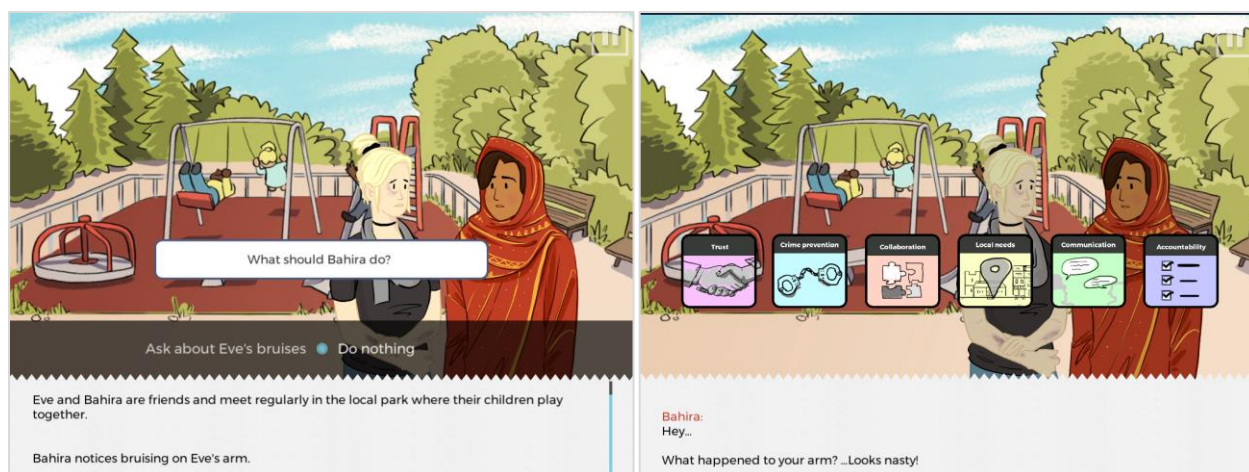 What should Bahira do?
Ask about Eve's bruises Do nothing
Eve and Bahira are friends and meet regularly in the local park where their children play
together.
Bahira notices bruising on Eve's arm.
Trust
Crime prevention
Collaboration
Local needs
Communication
Accountability
Bahira:
Hey...
What happened to your arm? ...Looks nasty!